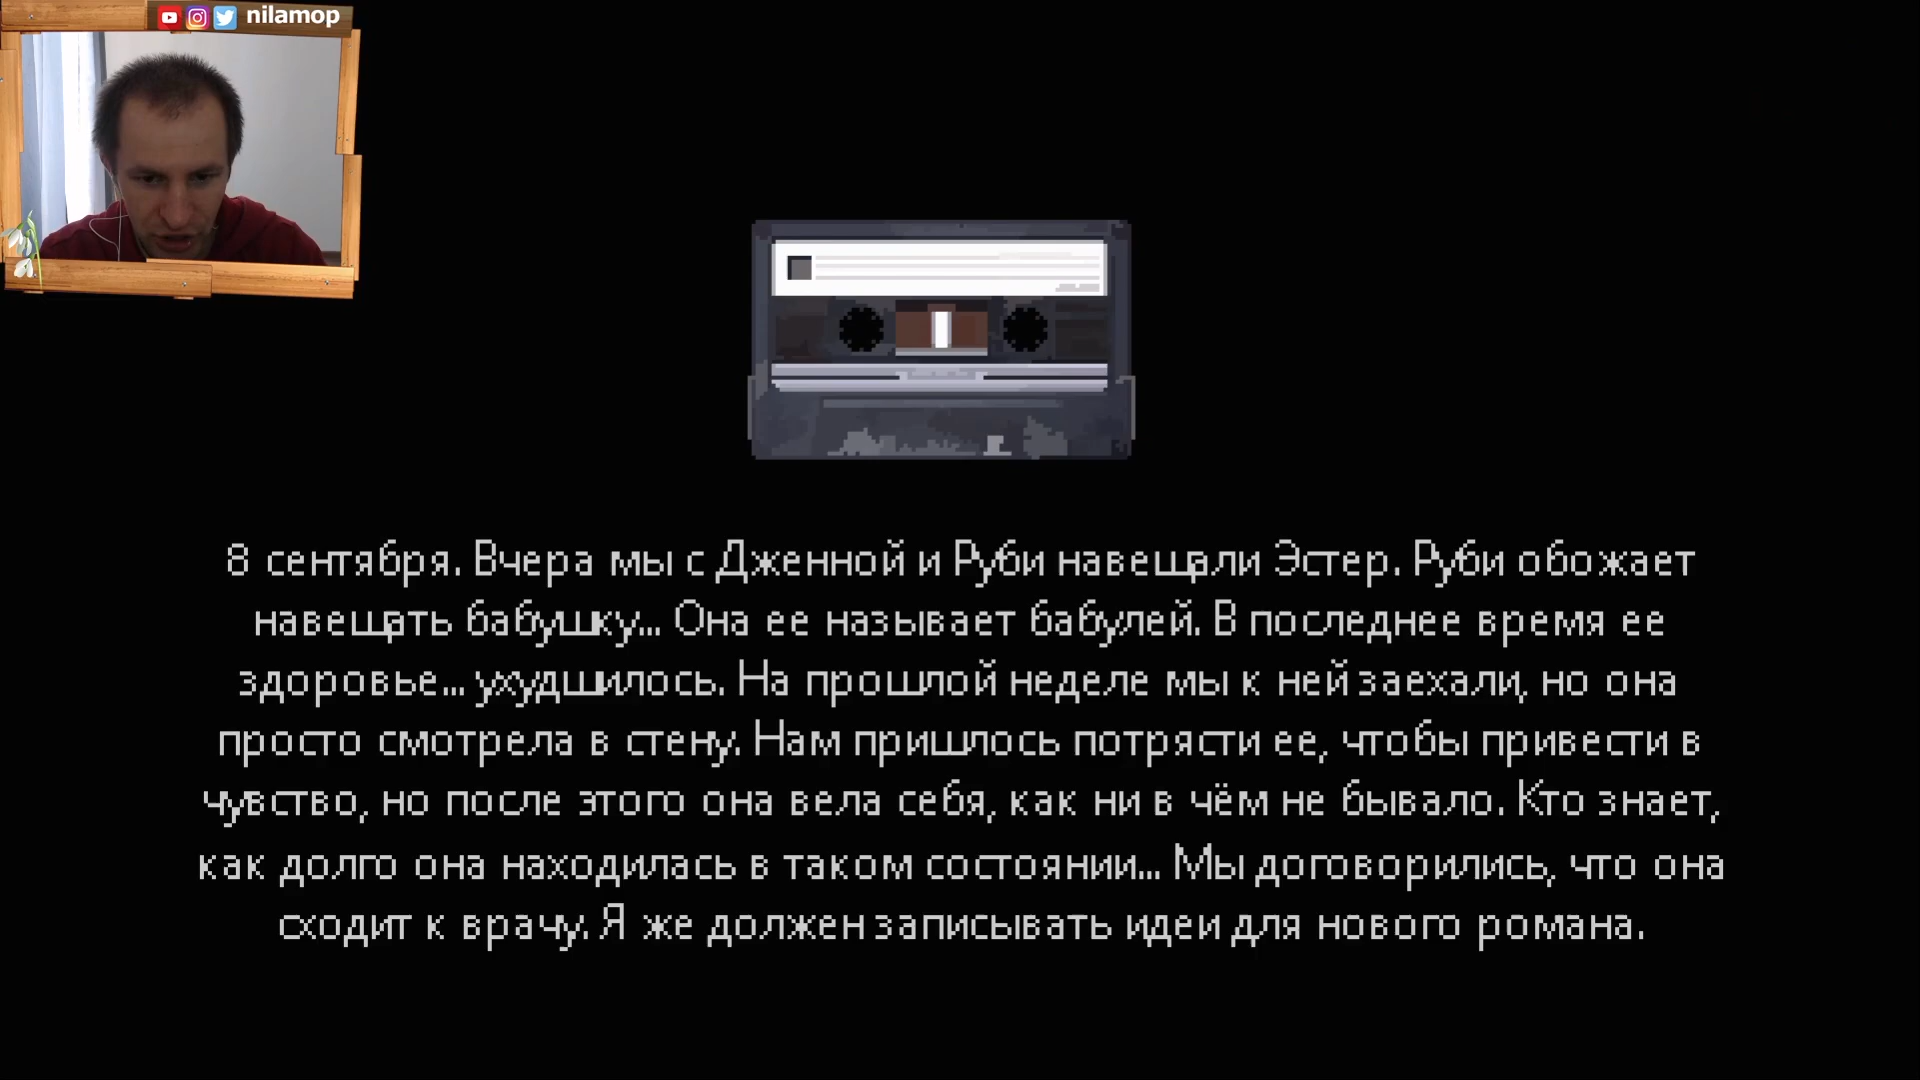 nilamop
8 сентября. Вчера мы с Дженной и Руби навещали Эстер. Руби обожает
навещать бабушку... Она ее называет бабулей. В последнее время ее
здоровье... ухудшилось. На прошлой неделе мы к ней заехали, но она
просто смотрела в стену. Нам пришлось потрясти ее, чтобы привести в
чувство, но после этого она вела себя, как ни в чём не бывало. Кто знает,
как долго она находилась в таком состоянии... Мы договорились, что она
сходит к врачу. Я же должен записывать идеи для нового романа.